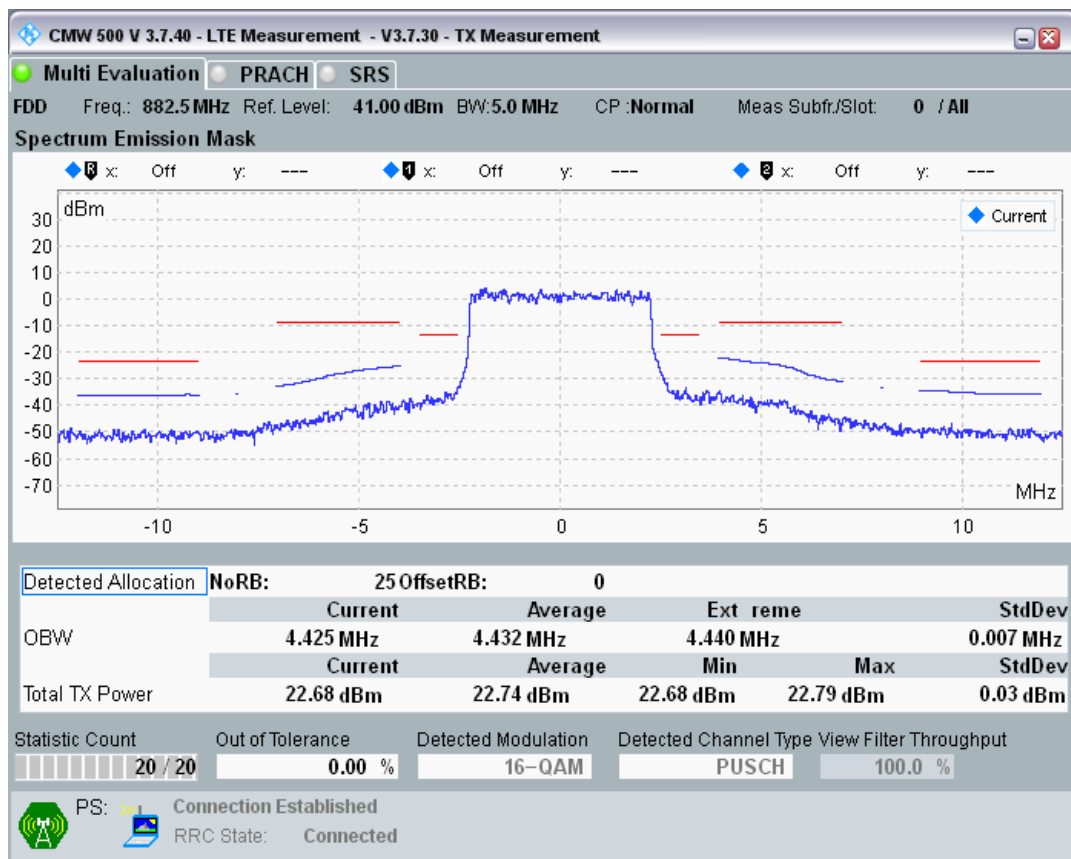 CMW 500 V 3.7.40 - LTE Measurement - V3.7.30 - TX Measurement
Multi Evaluation PRACH SRS
FDD Freq.: 882.5 MHz Ref. Level: 41.00 dBm BW:5.0 MHz CP :Normal Meas Subfr./Slot: 0 / All
Spectrum Emission Mask
R x: Off y: --- 1 x: Off y: --- 2 x: Off y: ---
dBm
Current
30
20
10
0
-10
-20
-30
-40
-50
-60
-70
MHz
-10 -5 0 5 10
Detected Allocation NoRB: 25 OffsetRB: 0
Current Average Ext reme StdDev
OBW 4.425 MHz 4.432 MHz 4.440 MHz 0.007 MHz
Current Average Min Max StdDev
Total TX Power 22.68 dBm 22.74 dBm 22.68 dBm 22.79 dBm 0.03 dBm
Statistic Count Out of Tolerance Detected Modulation Detected Channel Type View Filter Throughput
20 / 20 0.00 % 16-QAM PUSCH 100.0 %
PS: Connection Established
RRC State: Connected